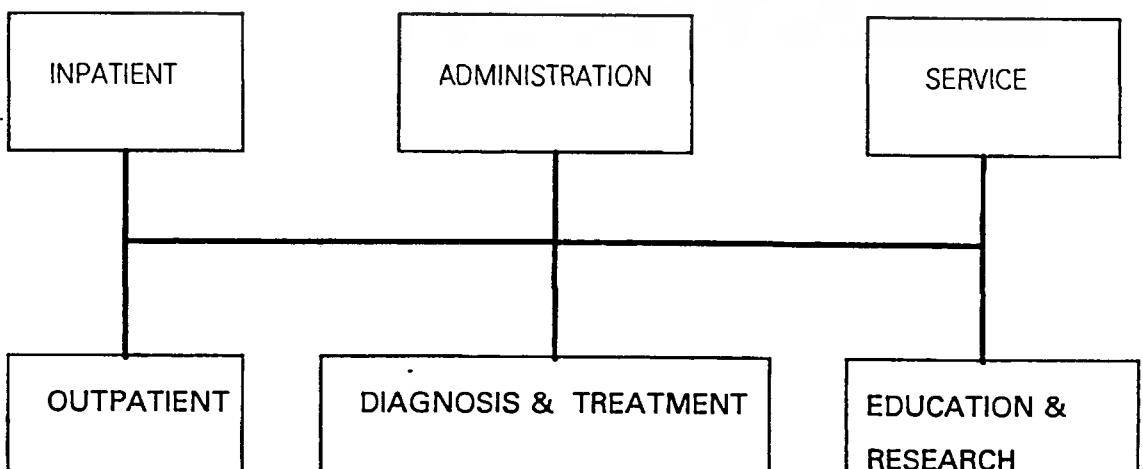 INPATIENT
ADMINISTRATION
SERVICE
OUTPATIENT
DIAGNOSIS & TREATMENT
EDUCATION &
RESEARCH